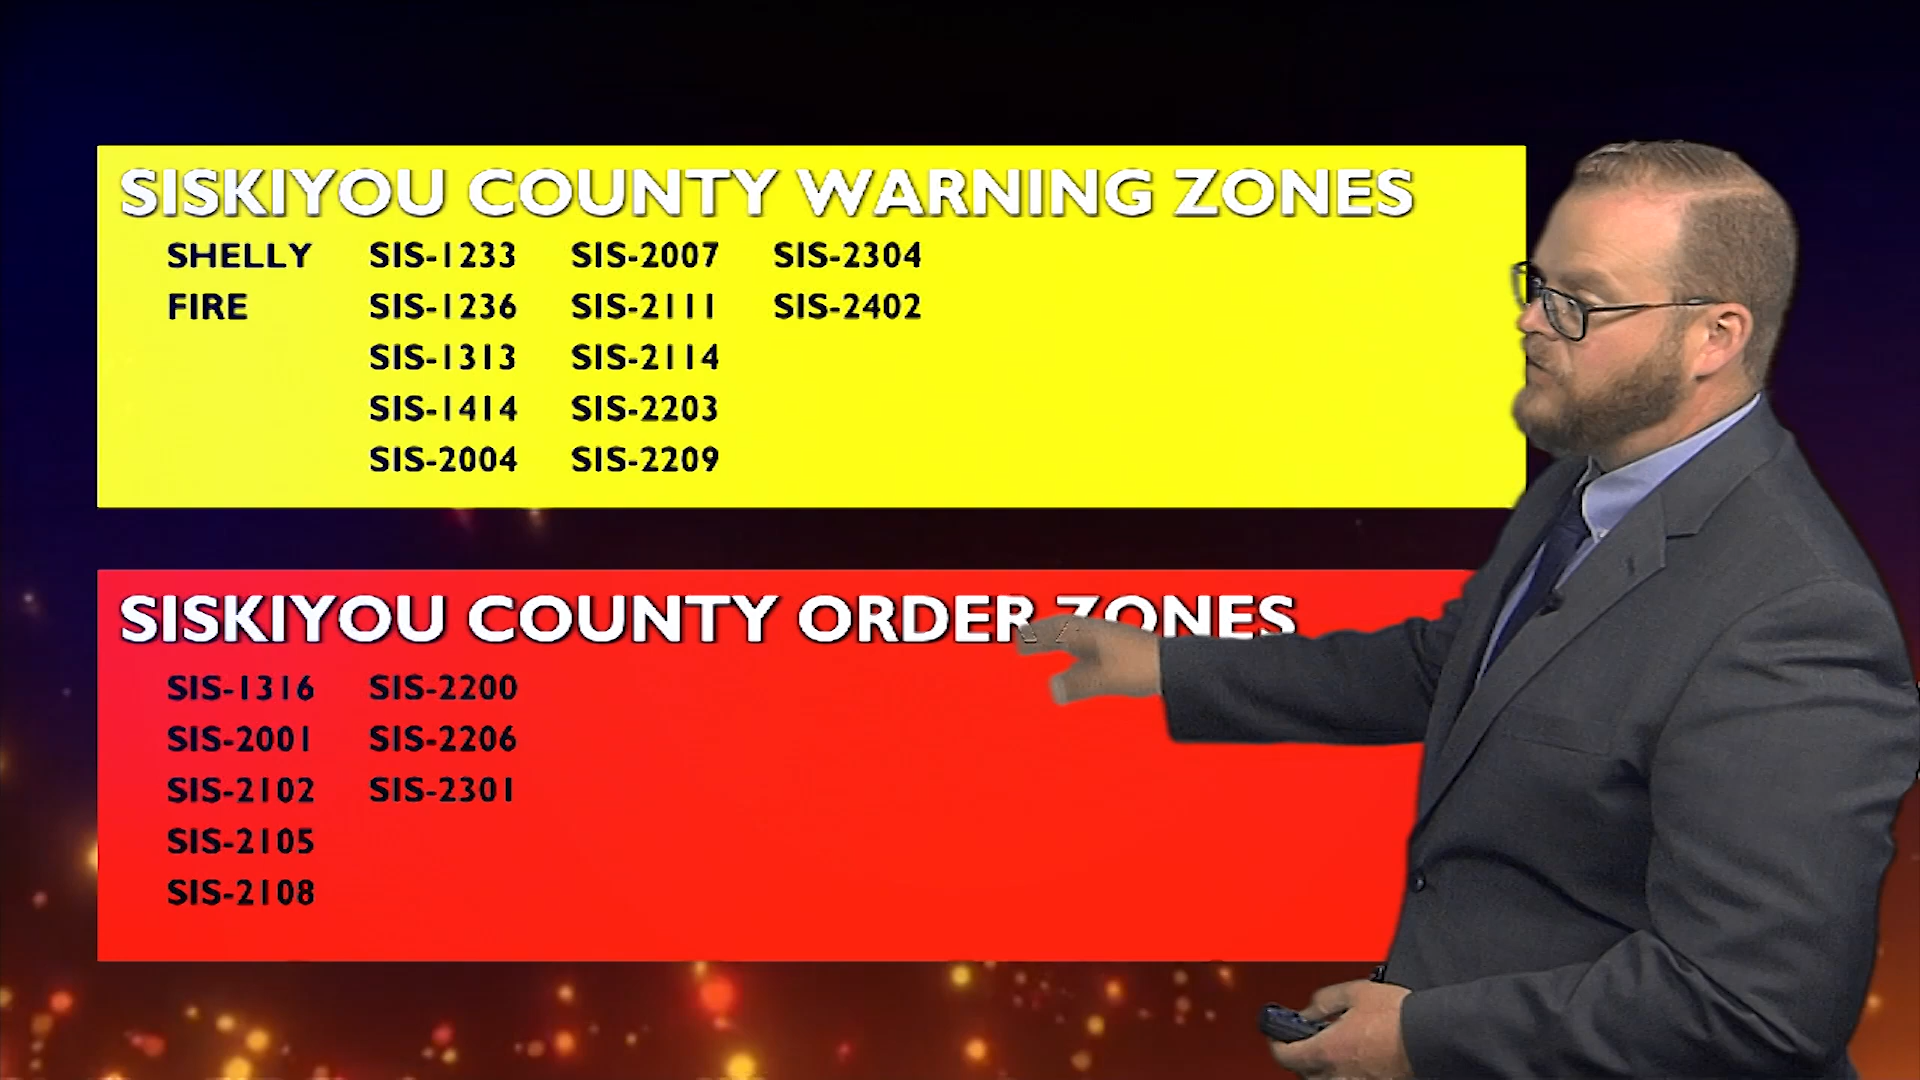 SISKIYOU COUNTY WARNING ZONES
SHELLY SIS-1233 SIS-2007 SIS-2304
FIRE SIS-1236 SIS-2111 SIS-2402
SIS-1313 SIS-2114
SIS-1414 SIS-2203
SIS-2004 SIS-2209
SISKIYOU COUNTY ORDER ZONES
SIS-1316 SIS-2200
SIS-2001 SIS-2206
SIS-2102 SIS-2301
SIS-2105
SIS-2108